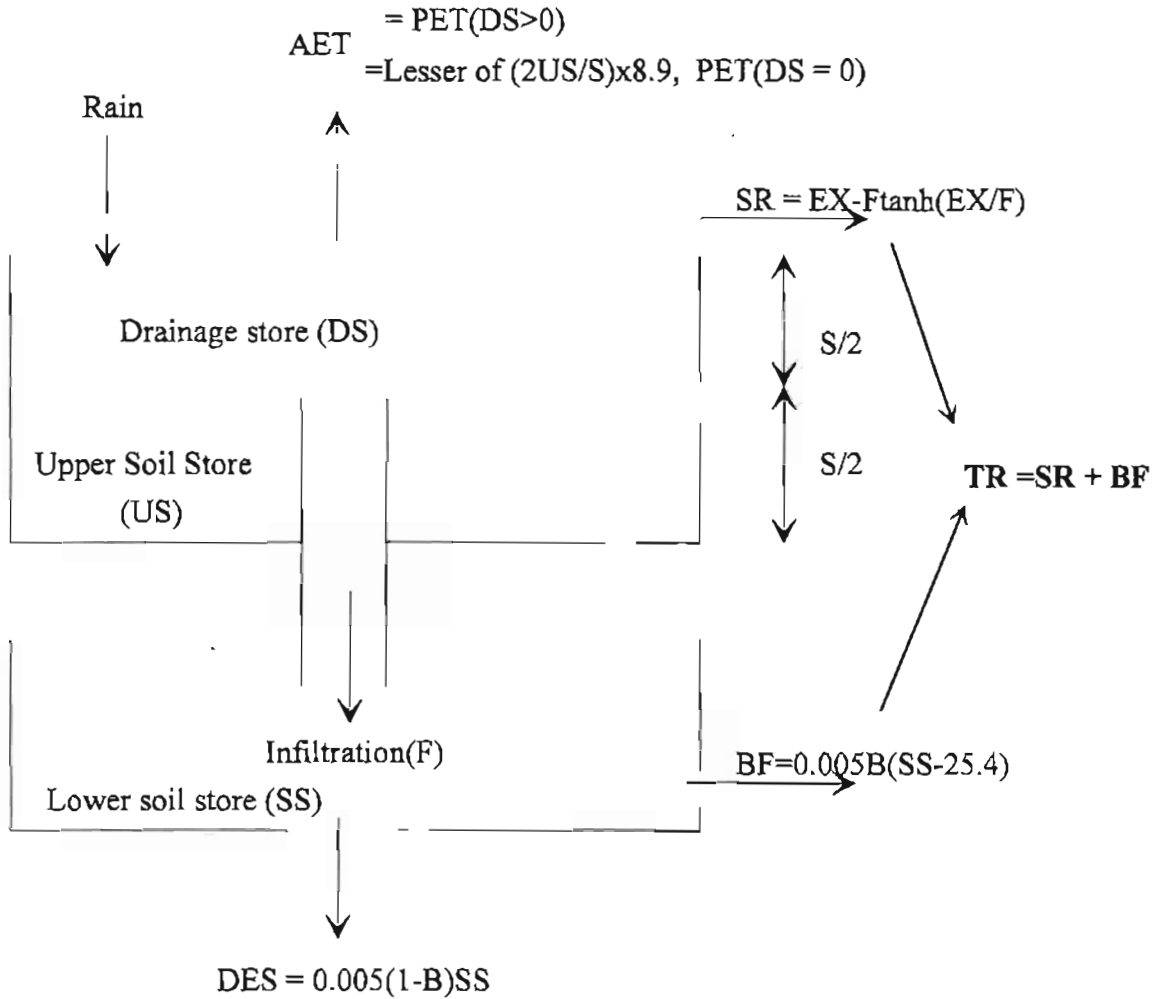 = PET(DS>0)
AET
=Lesser of (2US/S)x8.9, PET(DS = 0)
Rain
SR = EX-Ftanh(EX/F)
Drainage store (DS)
S/2
Upper Soil Store
(US)
S/2
TR =SR + BF
Infiltration(F)
BF=0.005B(SS-25.4)
Lower soil store (SS)
DES = 0.005(1-B)SS